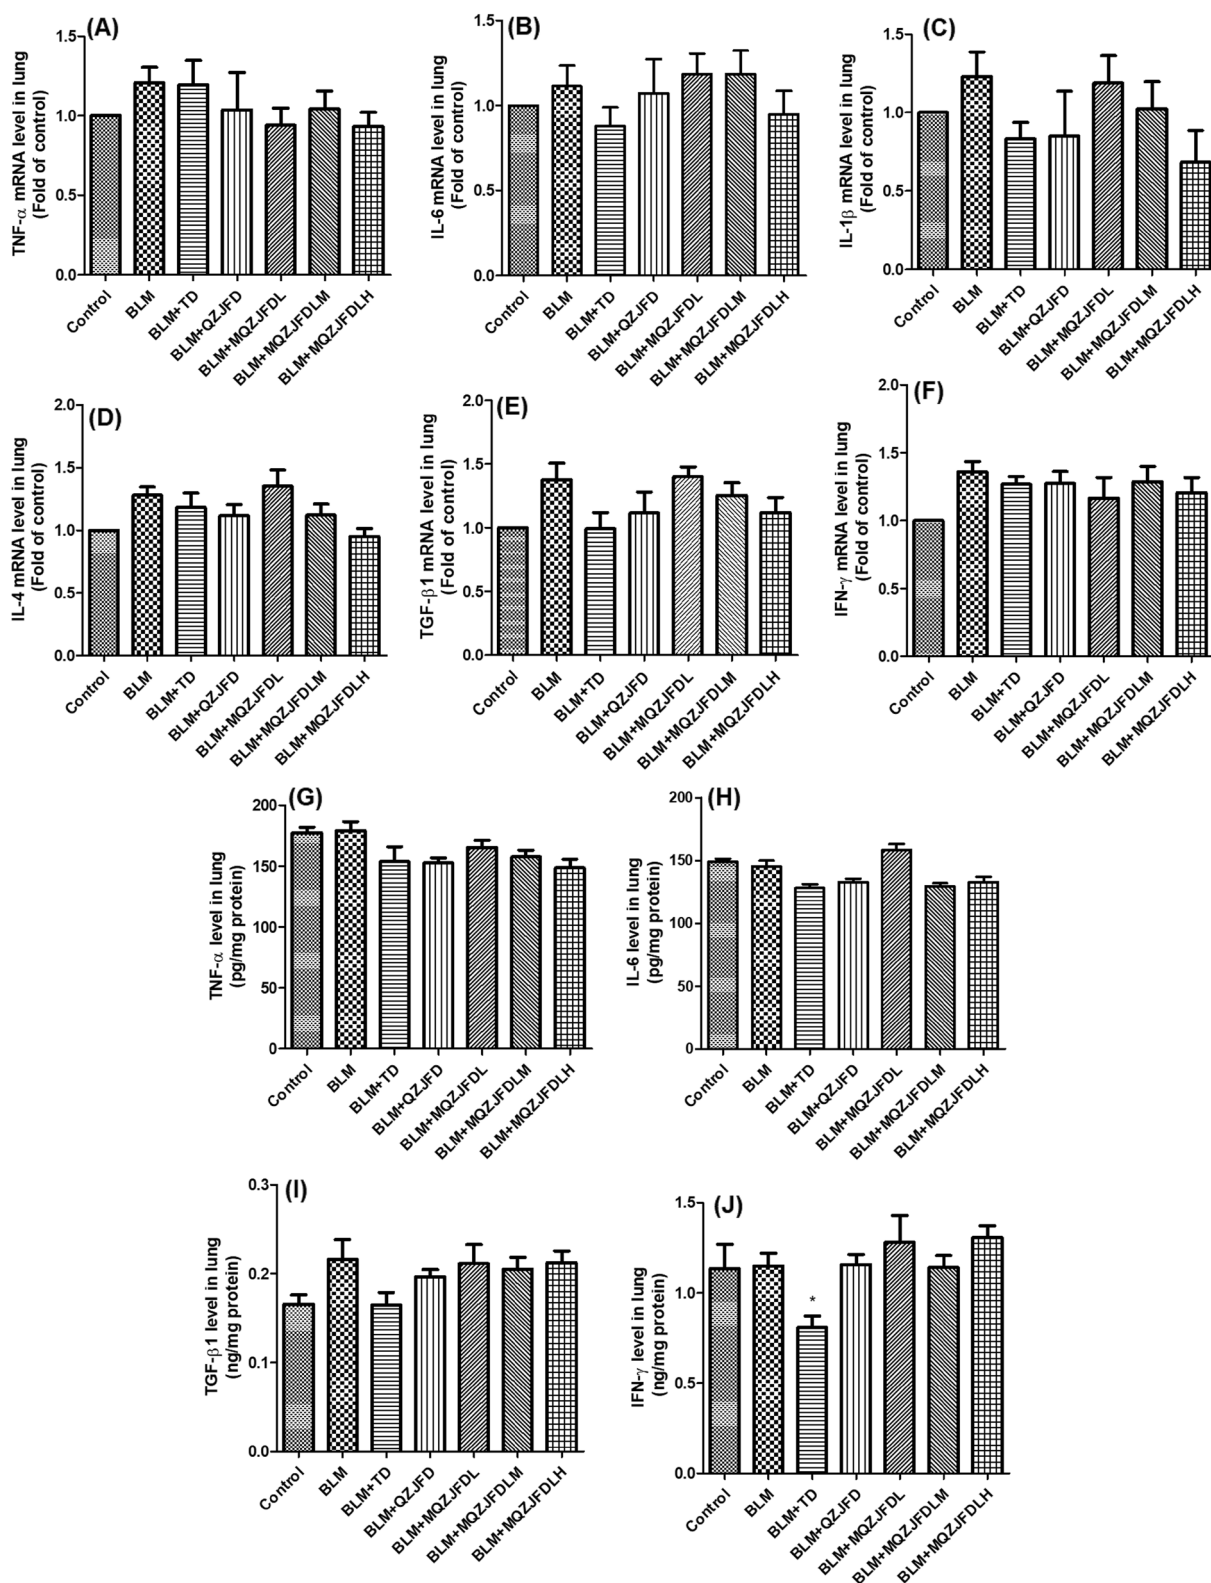 (A)
TNF-α mRNA level in lung
(Fold of control)
1.5
1.0
0.5
0.0
Control
BLM
BLM+TD
BLM+QZJFD
BLM+MQZJFDL
BLM+MQZJFDLM
BLM+MQZJFDLH
(B)
IL-6 mRNA level in lung
(Fold of control)
1.5
1.0
0.5
0.0
Control
BLM
BLM+TD
BLM+QZJFD
BLM+MQZJFDL
BLM+MQZJFDLM
BLM+MQZJFDLH
(C)
IL-1β mRNA level in lung
(Fold of control)
1.5
1.0
0.5
0.0
Control
BLM
BLM+TD
BLM+QZJFD
BLM+MQZJFDL
BLM+MQZJFDLM
BLM+MQZJFDLH
(D)
IL-4 mRNA level in lung
(Fold of control)
2.0
1.5
1.0
0.5
0.0
Control
BLM
BLM+TD
BLM+QZJFD
BLM+MQZJFDL
BLM+MQZJFDLM
BLM+MQZJFDLH
(E)
TGF-β1 mRNA level in lung
(Fold of control)
2.0
1.5
1.0
0.5
0.0
Control
BLM
BLM+TD
BLM+QZJFD
BLM+MQZJFDL
BLM+MQZJFDLM
BLM+MQZJFDLH
(F)
IFN-γ mRNA level in lung
(Fold of control)
2.0
1.5
1.0
0.5
0.0
Control
BLM
BLM+TD
BLM+QZJFD
BLM+MQZJFDL
BLM+MQZJFDLM
BLM+MQZJFDLH
(G)
TNF-α level in lung
(pg/mg protein)
200
150
100
50
0
Control
BLM
BLM+TD
BLM+QZJFD
BLM+MQZJFDL
BLM+MQZJFDLM
BLM+MQZJFDLH
(H)
IL-6 level in lung
(pg/mg protein)
200
150
100
50
0
Control
BLM
BLM+TD
BLM+QZJFD
BLM+MQZJFDL
BLM+MQZJFDLM
BLM+MQZJFDLH
(I)
TGF-β1 level in lung
(ng/mg protein)
0.3
0.2
0.1
0.0
Control
BLM
BLM+TD
BLM+QZJFD
BLM+MQZJFDL
BLM+MQZJFDLM
BLM+MQZJFDLH
(J)
IFN-γ level in lung
(ng/mg protein)
1.5
1.0
0.5
0.0
*
Control
BLM
BLM+TD
BLM+QZJFD
BLM+MQZJFDL
BLM+MQZJFDLM
BLM+MQZJFDLH